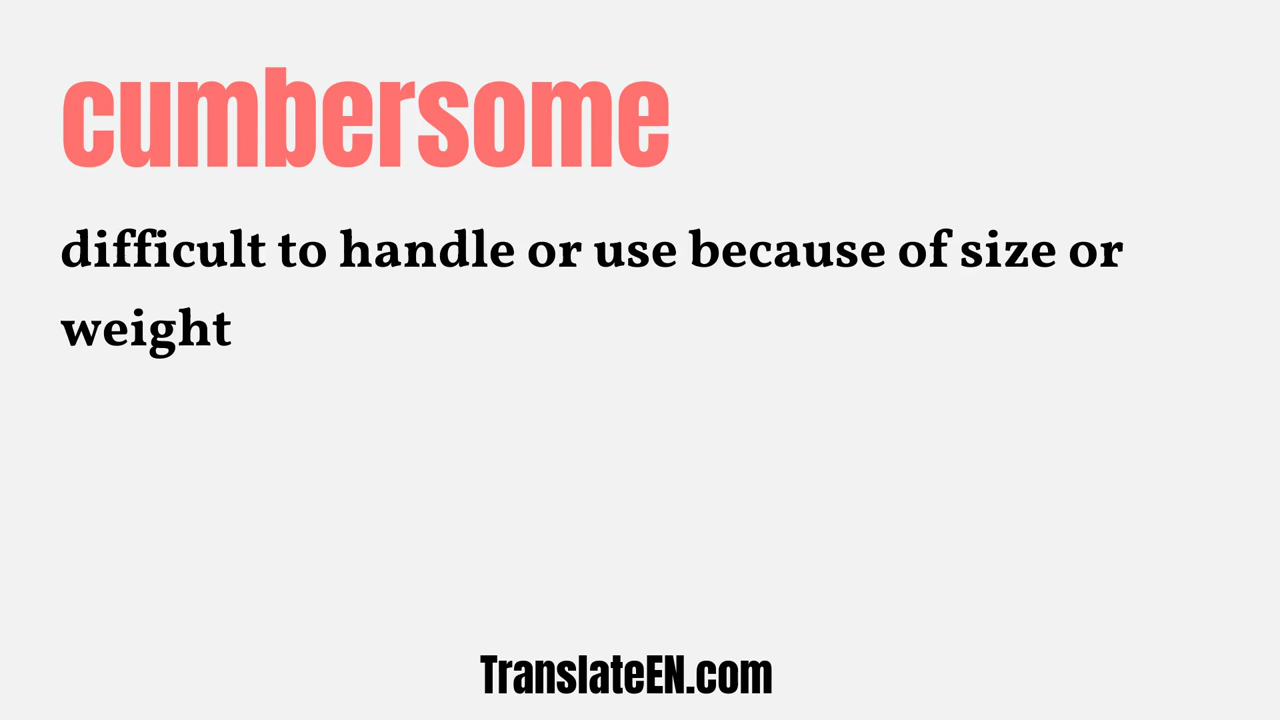 cumbersome
difficult to handle or use because of size or
weight
TranslateEN.com